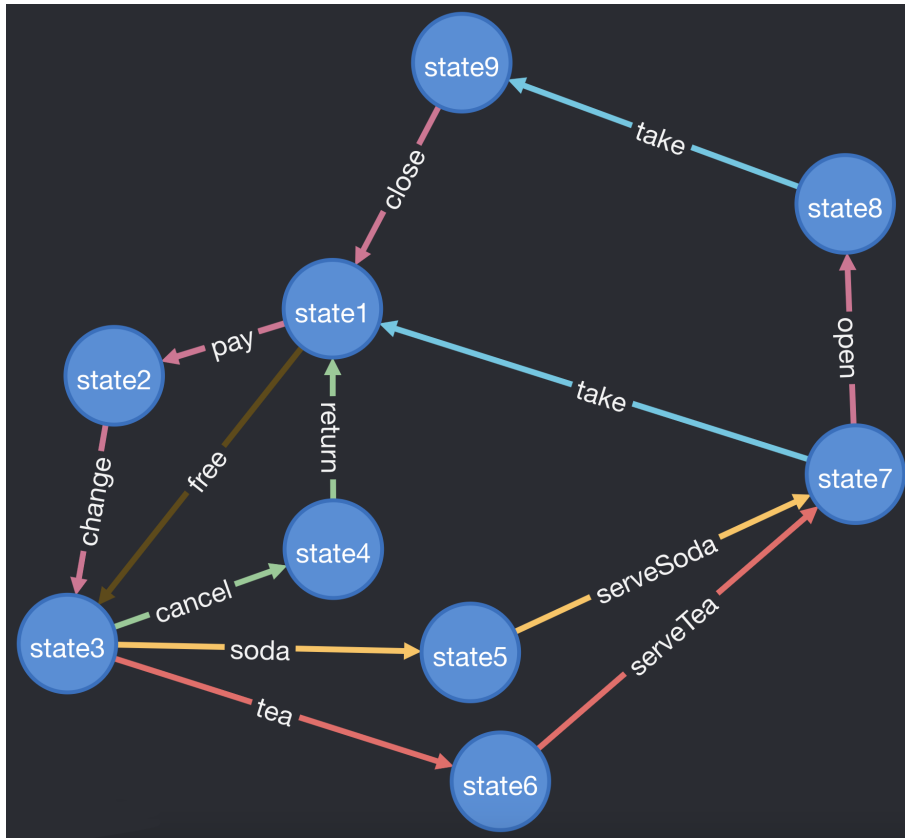 state9
take
state8
close
state1
pay
state2
open
take
return
free
state7
change
state4
serveSoda
cancel
serveTea
state3
soda
state5
tea
state6